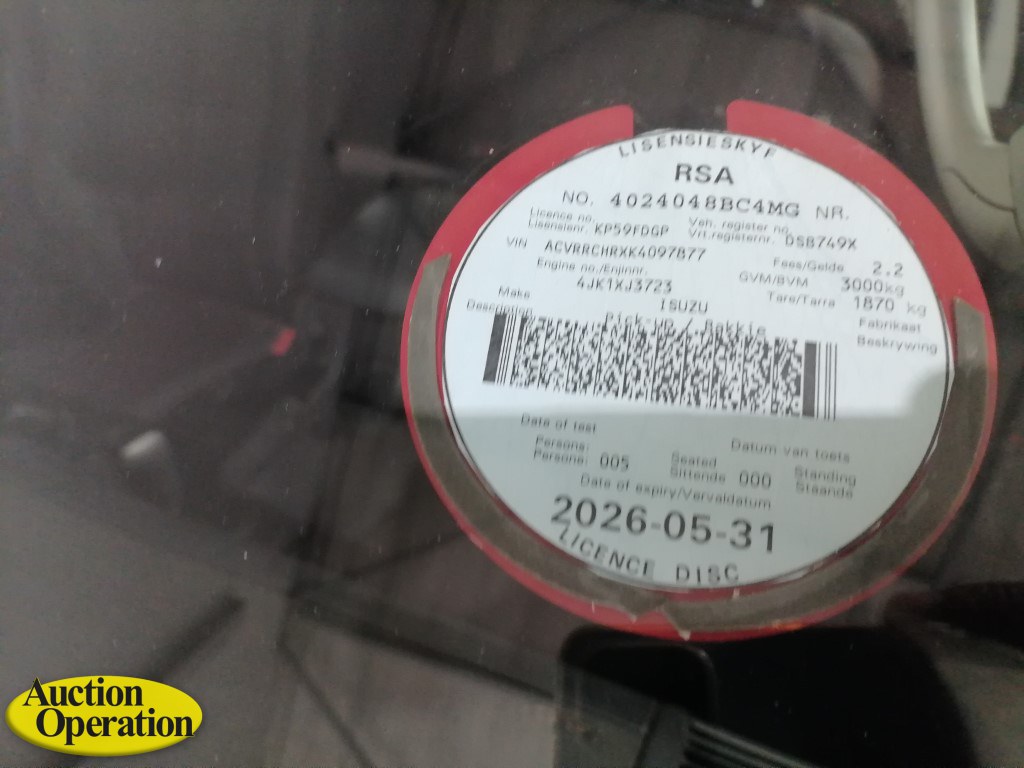 LISENSIESKYF
RSA
NO. 4024048BC4MG NR.
Licence no. Veh. register no.
Lisensienr. KP59FDGP Vrt.registernr. DSB749X
VIN ACVRRCHRXK4097877 Fees/Gelde 2.2
Engine no./Enjinnr. GVM/BVM 3000kg
4JK1XJ3723 Tare/Tarra 1870 kg
Make ISUZU Fabrikaat
Description Pick-up / Bakkie Beskrywing
Date of test Datum van toets
Persons: Seated Standing
Persone: 005 Sittende 000 Staande
Date of expiry/Vervaldatum
2026-05-31
LICENCE DISC
Auction
Operation